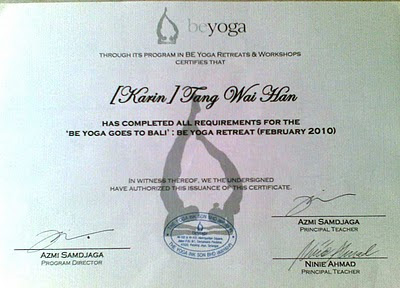 beyoga
THROUGH ITS PROGRAM IN BE YOGA RETREATS & WORKSHOPS
CERTIFIES THAT
[Karin] Tang Wai Han
HAS COMPLETED ALL REQUIREMENTS FOR THE
'BE YOGA GOES TO BALI' : BE YOGA RETREAT (FEBRUARY 2010)
IN WITNESS THEREOF, WE THE UNDERSIGNED
HAVE AUTHORIZED THIS ISSUANCE OF CERTIFICATE.
AZMI SAMDJAGA
PRINCIPAL TEACHER
AZMI SAMDJAGA
PROGRAM DIRECTOR
NINIE AHMAD
PRINCIPAL TEACHER